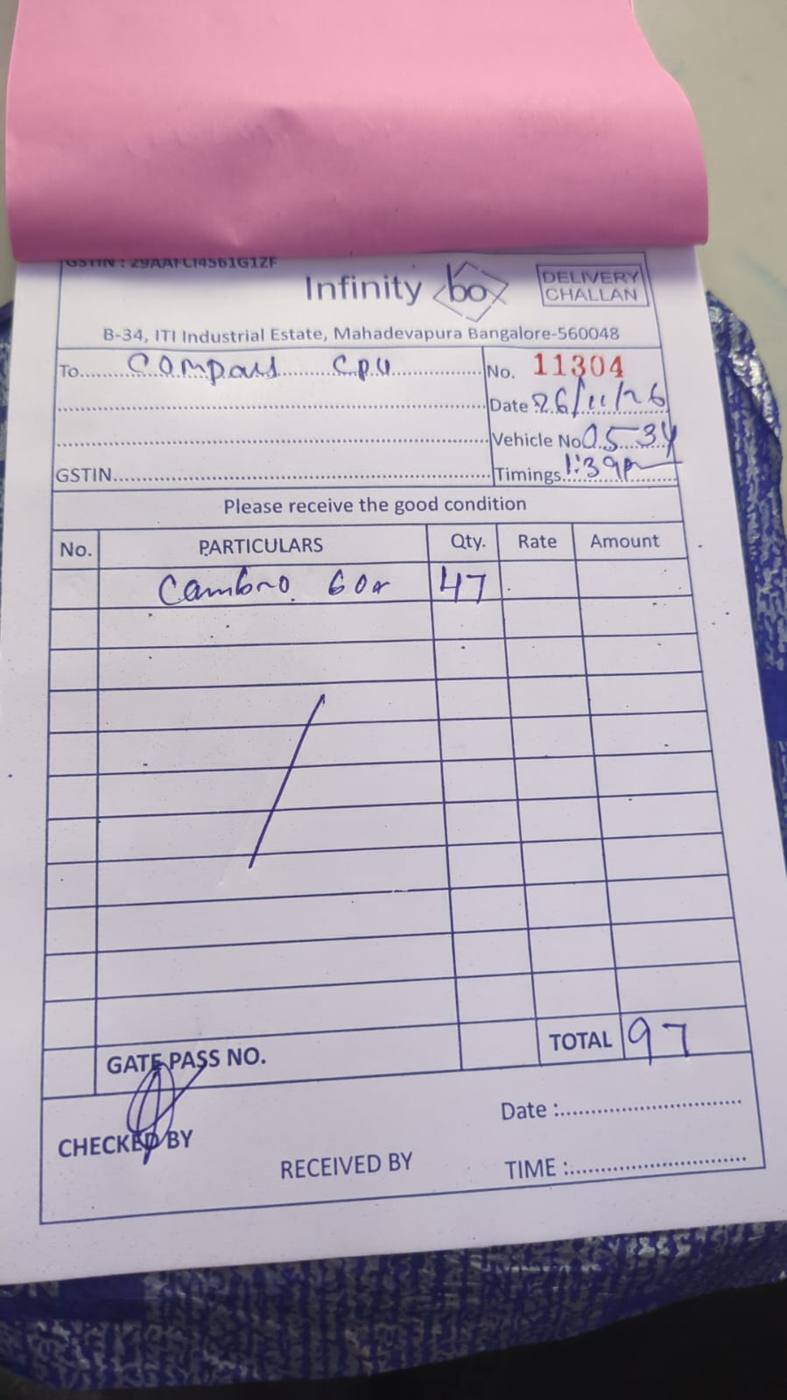 GSTIN : 29AAFCI4561G1ZF
Infinity box
DELIVERY CHALLAN
B-34, ITI Industrial Estate, Mahadevapura Bangalore-560048
To Compass CPU
No. 11304
Date 26/11/26
Vehicle No 0534
GSTIN
Timings 1:39pm
Please receive the good condition
No. PARTICULARS Qty. Rate Amount
Cambro 47
TOTAL 97
GATE PASS NO.
CHECKED BY
Date :
RECEIVED BY
TIME :